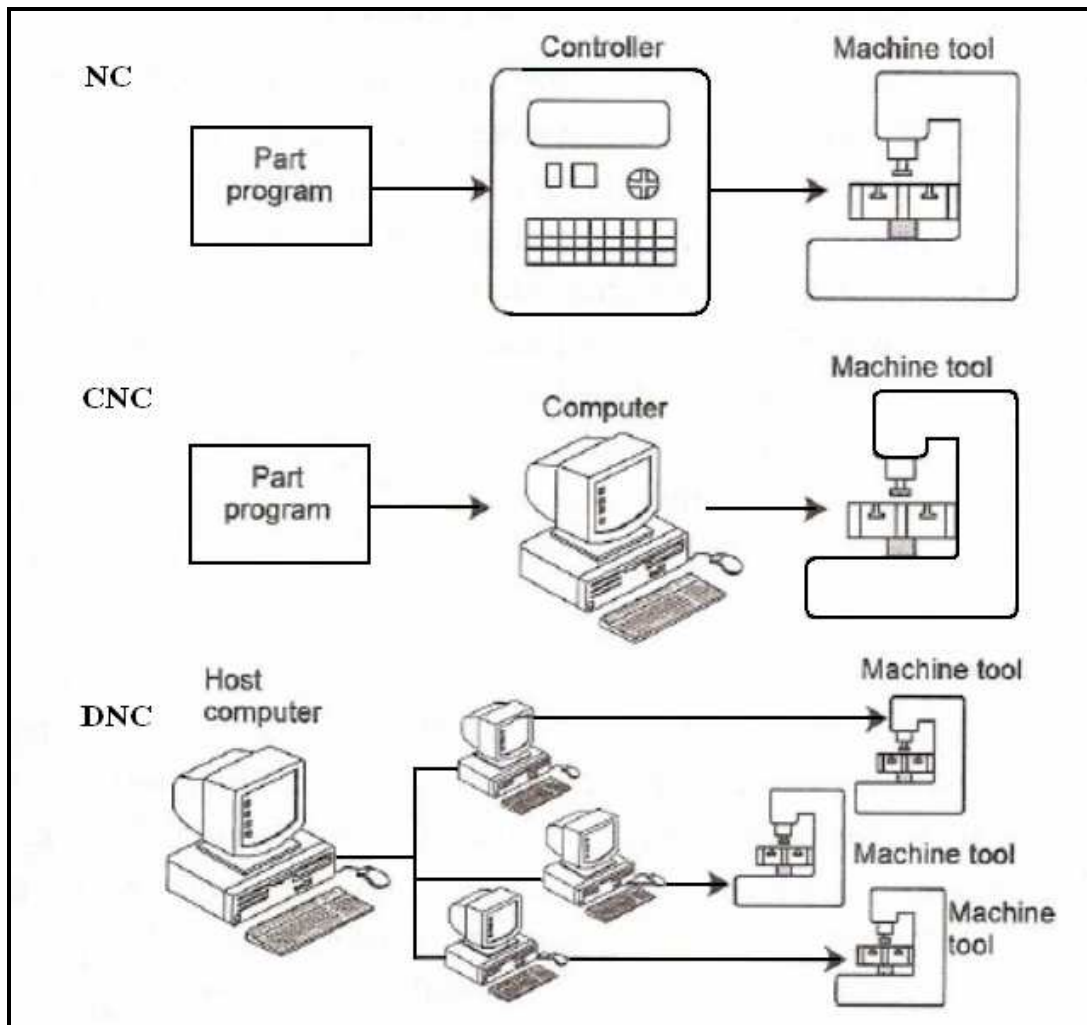 NC
Controller
Machine tool
Part
program
CNC
Computer
Machine tool
Part
program
DNC
Host
computer
Machine tool
Machine tool
Machine
tool